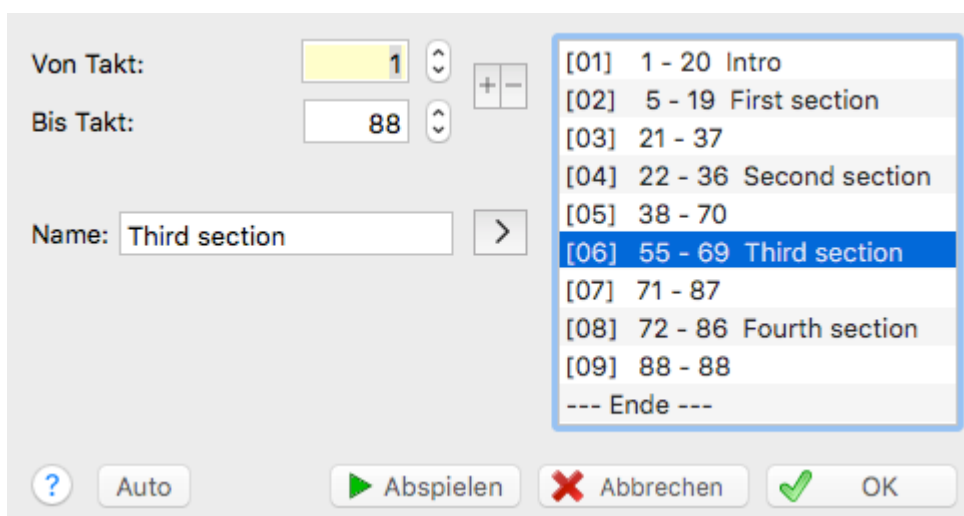 Von Takt: 1
Bis Takt: 88
+ −
Name: Third section >
[01] 1 - 20 Intro
[02] 5 - 19 First section
[03] 21 - 37
[04] 22 - 36 Second section
[05] 38 - 70
[06] 55 - 69 Third section
[07] 71 - 87
[08] 72 - 86 Fourth section
[09] 88 - 88
--- Ende ---
? Auto Abspielen Abbrechen OK